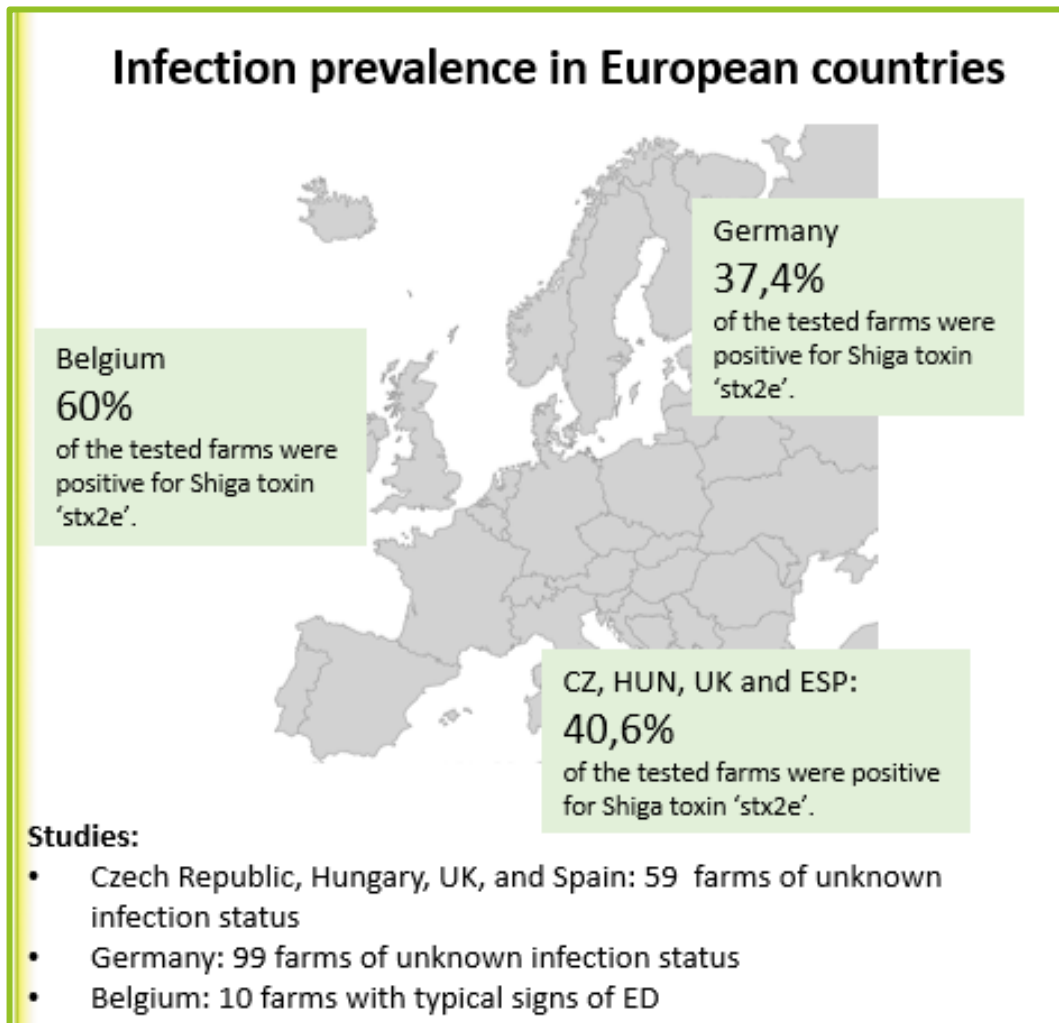 Infection prevalence in European countries
Germany
37,4%
of the tested farms were
positive for Shiga toxin
‘stx2e’.
Belgium
60%
of the tested farms were
positive for Shiga toxin
‘stx2e’.
CZ, HUN, UK and ESP:
40,6%
of the tested farms were positive
for Shiga toxin ‘stx2e’.
Studies:
• Czech Republic, Hungary, UK, and Spain: 59 farms of unknown
infection status
• Germany: 99 farms of unknown infection status
• Belgium: 10 farms with typical signs of ED